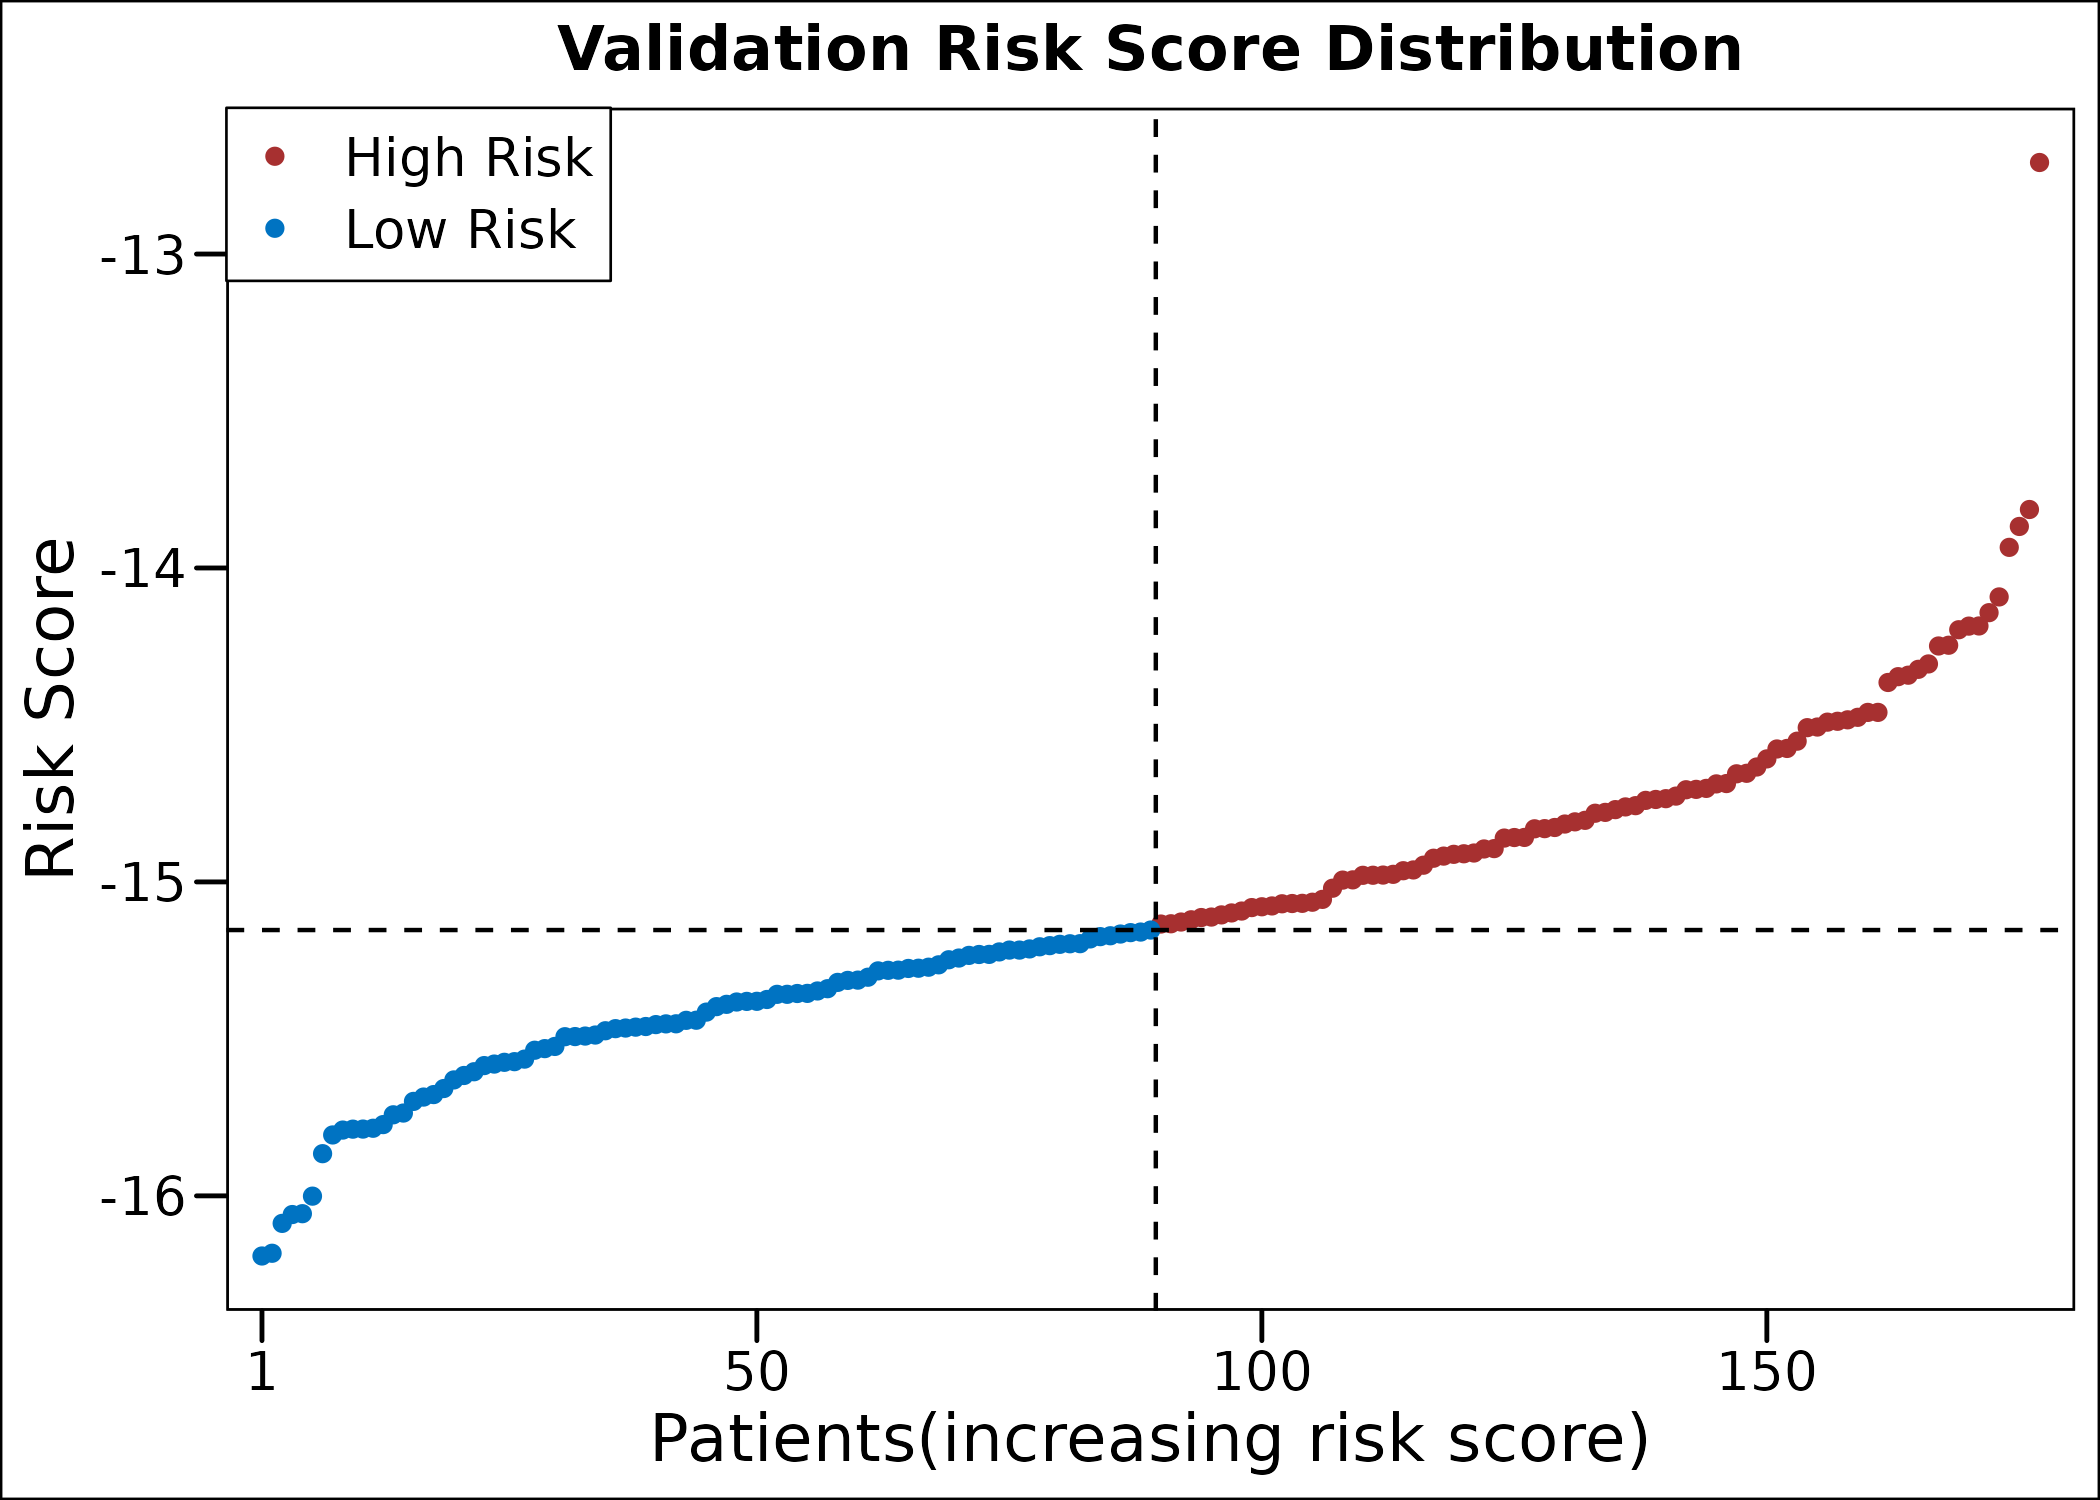 Validation Risk Score Distribution
High Risk
Low Risk
-13
-14
-15
-16
Risk Score
1
50
100
150
Patients(increasing risk score)